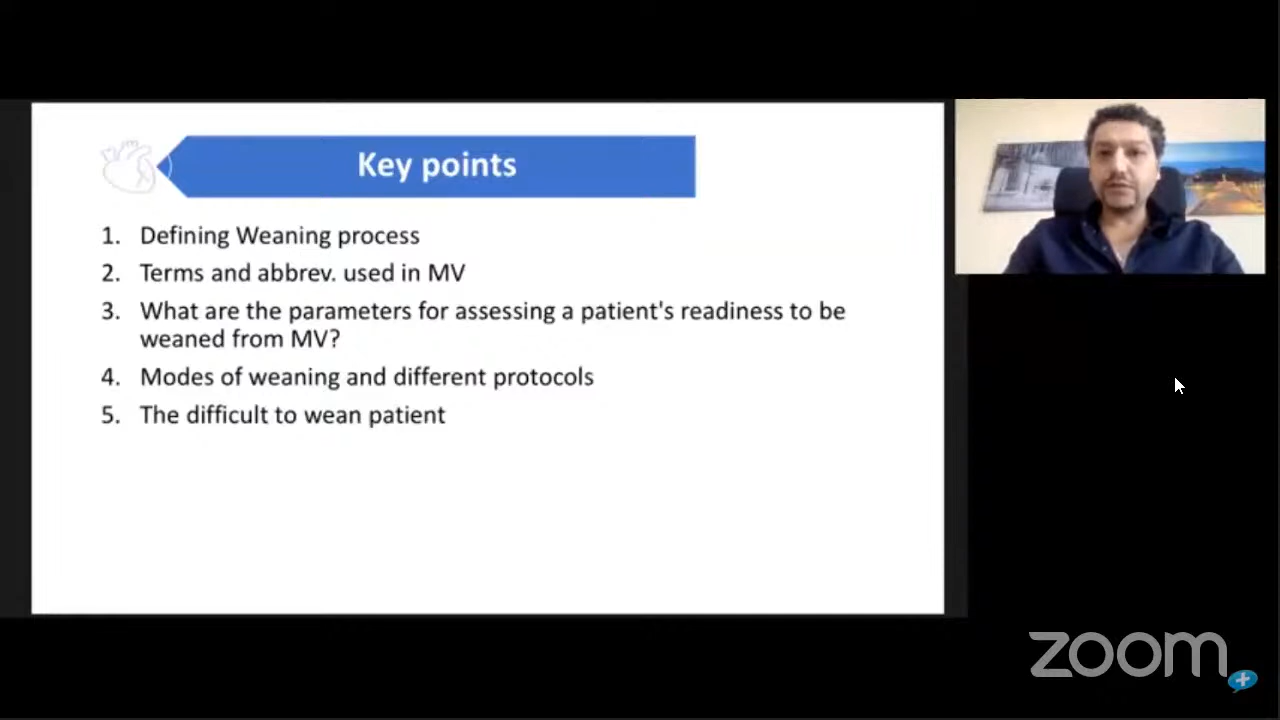 Key points
1. Defining Weaning process
2. Terms and abbrev. used in MV
3. What are the parameters for assessing a patient's readiness to be
weaned from MV?
4. Modes of weaning and different protocols
5. The difficult to wean patient
zoom